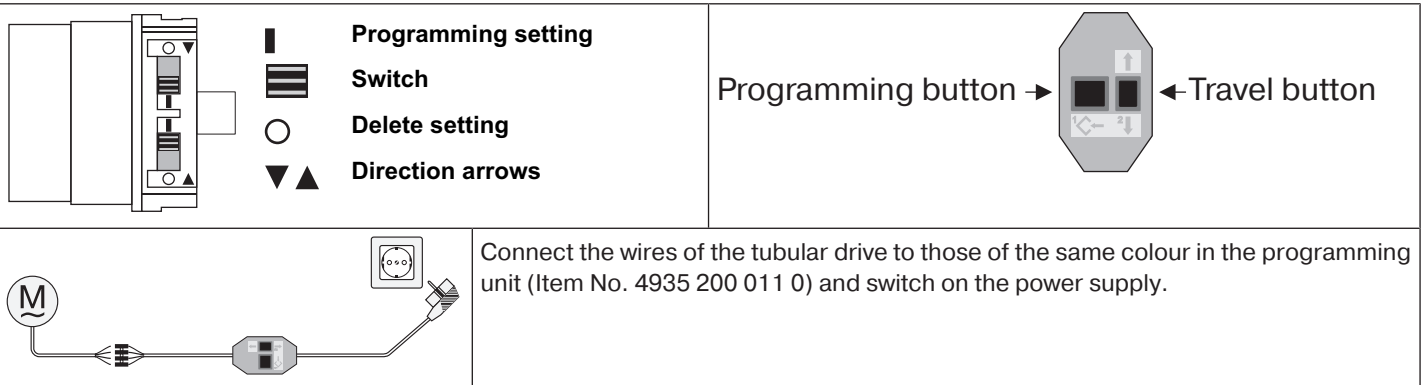 Programming setting
Switch
Delete setting
Direction arrows
Programming button
Travel button
1
2
M
Connect the wires of the tubular drive to those of the same colour in the programming
unit (Item No. 4935 200 011 0) and switch on the power supply.